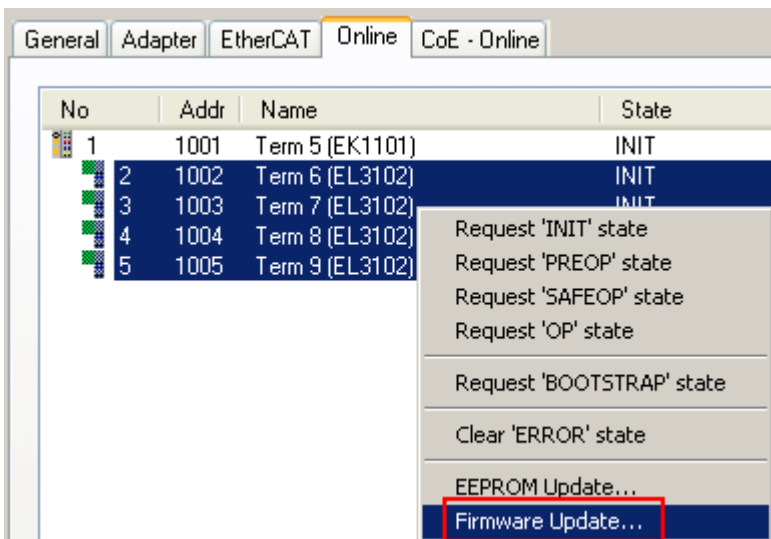 General Adapter EtherCAT Online CoE - Online
No Addr Name State
1 1001 Term 5 (EK1101) INIT
2 1002 Term 6 (EL3102) INIT
3 1003 Term 7 (EL3102) INIT
4 1004 Term 8 (EL3102)
5 1005 Term 9 (EL3102)
Request 'INIT' state
Request 'PREOP' state
Request 'SAFEOP' state
Request 'OP' state
Request 'BOOTSTRAP' state
Clear 'ERROR' state
EEPROM Update...
Firmware Update...